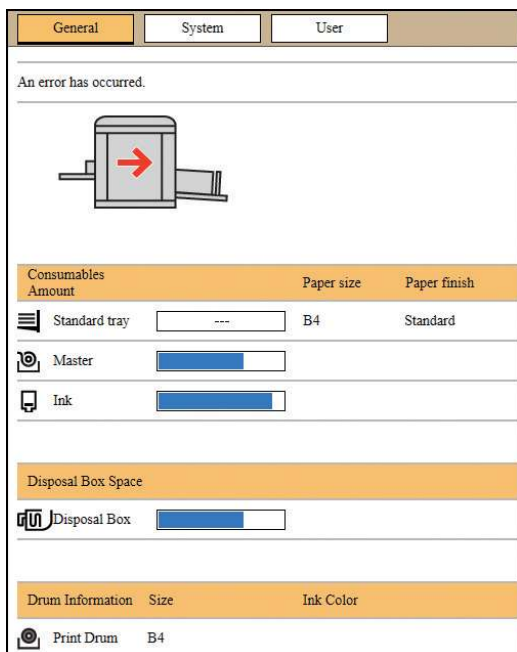 General System User
An error has occurred.
Consumables
Amount Paper size Paper finish
Standard tray --- B4 Standard
Master
Ink
Disposal Box Space
Disposal Box
Drum Information Size Ink Color
Print Drum B4